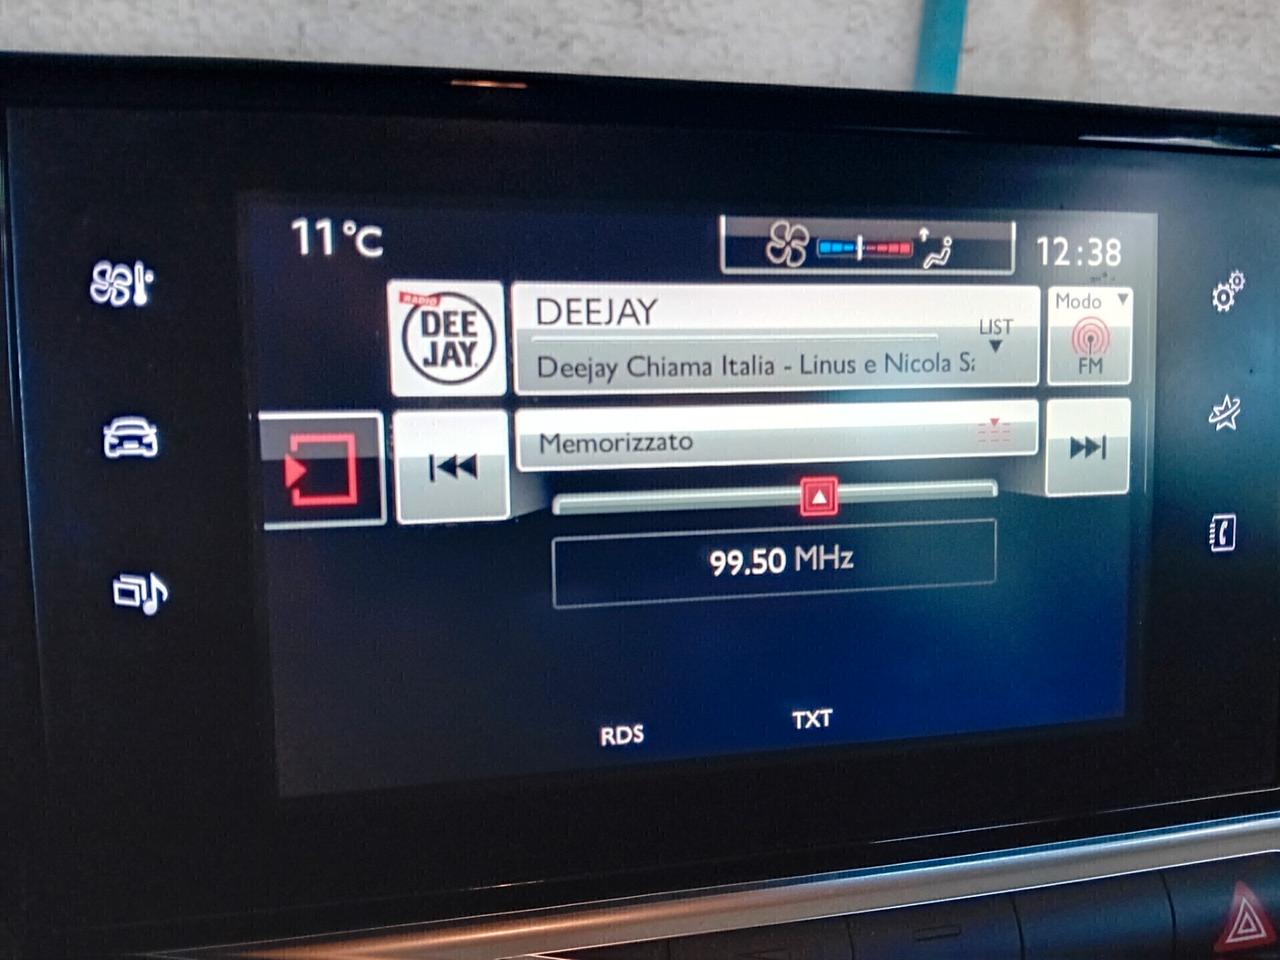 11°C
12:38
RADIO
DEE
JAY
DEEJAY
LIST
Deejay Chiama Italia - Linus e Nicola
Modo
FM
Memorizzato
99.50 MHz
RDS
TXT